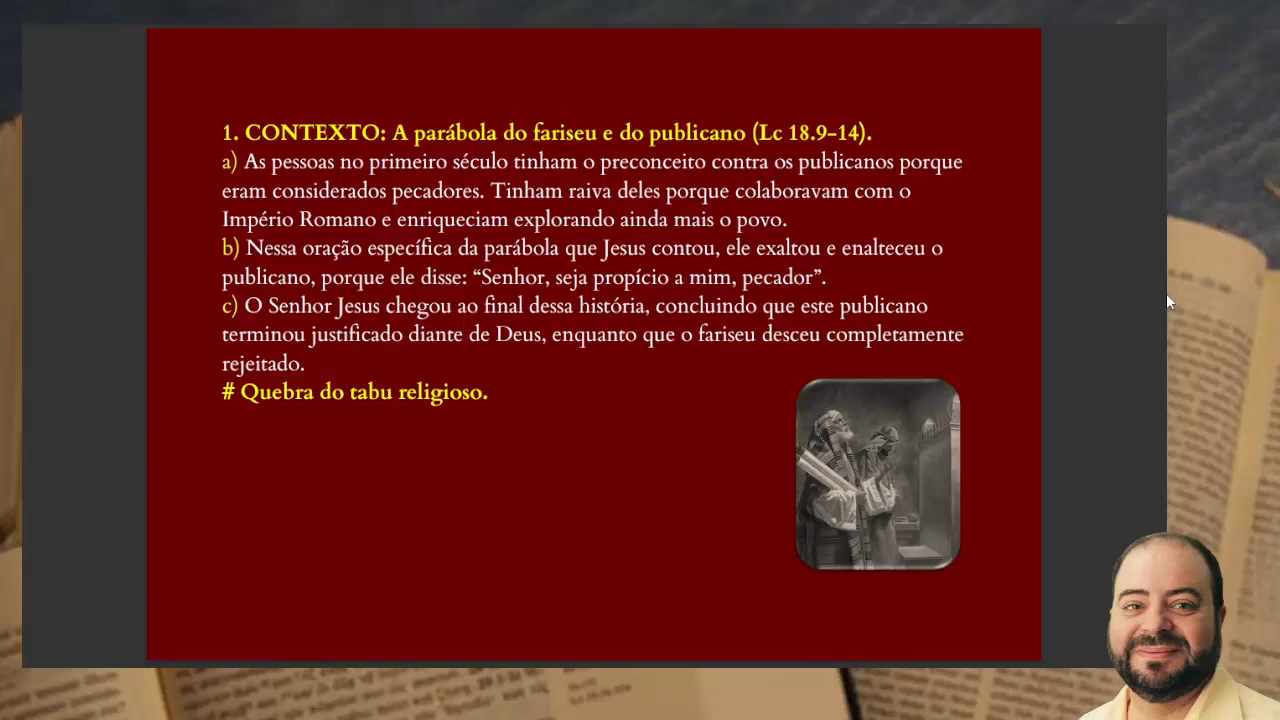 1. CONTEXTO: A parábola do fariseu e do publicano (Lc 18.9-14).
a) As pessoas no primeiro século tinham o preconceito contra os publicanos porque
eram considerados pecadores. Tinham raiva deles porque colaboravam com o
Império Romano e enriqueciam explorando ainda mais o povo.
b) Nessa oração específica da parábola que Jesus contou, ele exaltou e enalteceu o
publicano, porque ele disse: “Senhor, seja propício a mim, pecador”.
c) O Senhor Jesus chegou ao final dessa história, concluindo que este publicano
terminou justificado diante de Deus, enquanto que o fariseu desceu completamente
rejeitado.
# Quebra do tabu religioso.